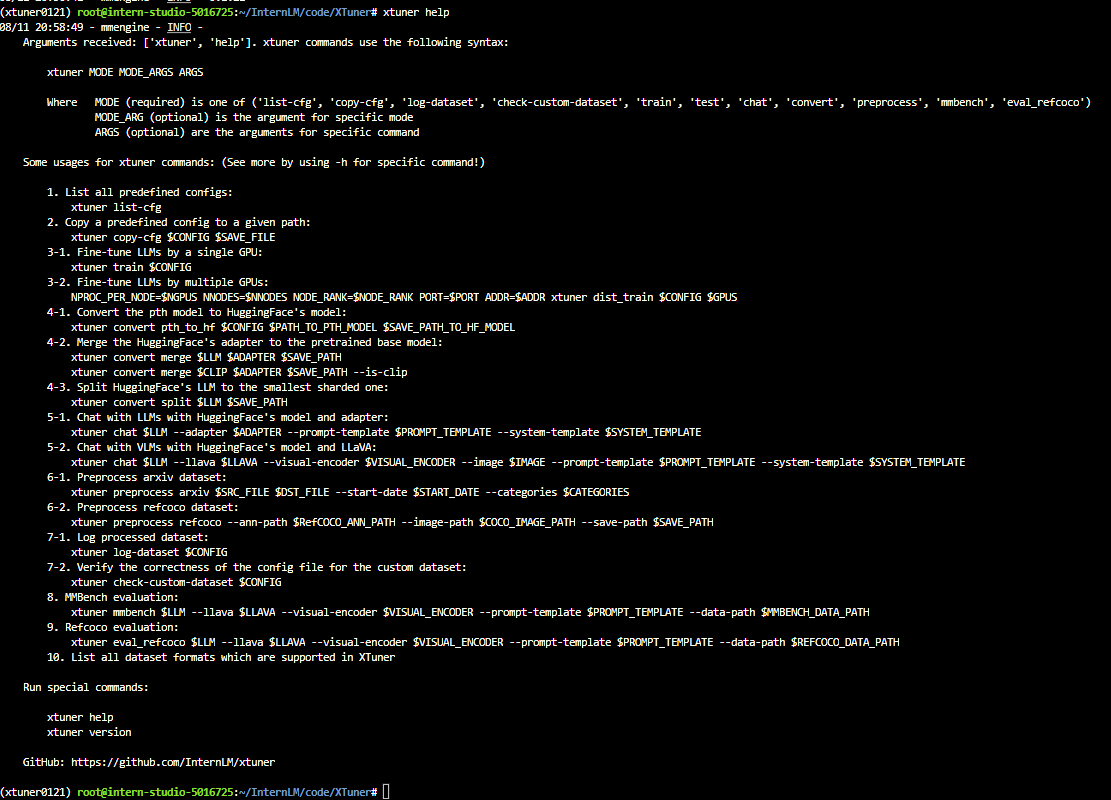 (xtuner0121) root@intern-studio-5016725:~/InternLM/code/XTuner# xtuner help
08/11 20:58:49 - mmengine - INFO -
Arguments received: ['xtuner', 'help']. xtuner commands use the following syntax:
xtuner MODE MODE_ARGS ARGS
Where MODE (required) is one of ('list-cfg', 'copy-cfg', 'log-dataset', 'check-custom-dataset', 'train', 'test', 'chat', 'convert', 'preprocess', 'mmbench', 'eval_refcoco')
MODE_ARG (optional) is the argument for specific mode
ARGS (optional) are the arguments for specific command
Some usages for xtuner commands: (See more by using -h for specific command!)
1. List all predefined configs:
xtuner list-cfg
2. Copy a predefined config to a given path:
xtuner copy-cfg $CONFIG $SAVE_FILE
3-1. Fine-tune LLMs by a single GPU:
xtuner train $CONFIG
3-2. Fine-tune LLMs by multiple GPUs:
NPROC_PER_NODE=$NGPUS NNODES=$NNODES NODE_RANK=$NODE_RANK PORT=$PORT ADDR=$ADDR xtuner dist_train $CONFIG $GPUS
4-1. Convert the pth model to HuggingFace's model:
xtuner convert pth_to_hf $CONFIG $PATH_TO_PTH_MODEL $SAVE_PATH_TO_HF_MODEL
4-2. Merge the HuggingFace's adapter to the pretrained base model:
xtuner convert merge $LLM $ADAPTER $SAVE_PATH
xtuner convert merge $CLIP $ADAPTER $SAVE_PATH --is-clip
4-3. Split HuggingFace's LLM to the smallest sharded one:
xtuner convert split $LLM $SAVE_PATH
5-1. Chat with LLMs with HuggingFace's model and adapter:
xtuner chat $LLM --adapter $ADAPTER --prompt-template $PROMPT_TEMPLATE --system-template $SYSTEM_TEMPLATE
5-2. Chat with VLMs with HuggingFace's model and LLaVA:
xtuner chat $LLM --llava $LLAVA --visual-encoder $VISUAL_ENCODER --image $IMAGE --prompt-template $PROMPT_TEMPLATE --system-template $SYSTEM_TEMPLATE
6-1. Preprocess arxiv dataset:
xtuner preprocess arxiv $SRC_FILE $DST_FILE --start-date $START_DATE --categories $CATEGORIES
6-2. Preprocess refcoco dataset:
xtuner preprocess refcoco --ann-path $RefCOCO_ANN_PATH --image-path $COCO_IMAGE_PATH --save-path $SAVE_PATH
7-1. Log processed dataset:
xtuner log-dataset $CONFIG
7-2. Verify the correctness of the config file for the custom dataset:
xtuner check-custom-dataset $CONFIG
8. MMBench evaluation:
xtuner mmbench $LLM --llava $LLAVA --visual-encoder $VISUAL_ENCODER --prompt-template $PROMPT_TEMPLATE --data-path $MMBENCH_DATA_PATH
9. Refcoco evaluation:
xtuner eval_refcoco $LLM --llava $LLAVA --visual-encoder $VISUAL_ENCODER --prompt-template $PROMPT_TEMPLATE --data-path $REFCOCO_DATA_PATH
10. List all dataset formats which are supported in XTuner
Run special commands:
xtuner help
xtuner version
GitHub: https://github.com/InternLM/xtuner
(xtuner0121) root@intern-studio-5016725:~/InternLM/code/XTuner#